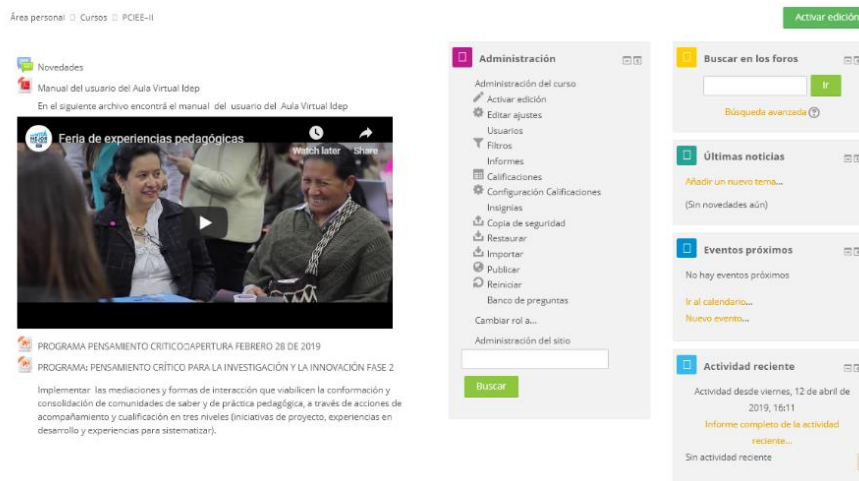 Área personal Cursos PCIEE-II
Activar edición
Novedades
Manual del usuario del Aula Virtual Idep
En el siguiente archivo encontrá el manual del usuario del Aula Virtual Idep
Feria de experiencias pedagógicas
Watch later Share
PROGRAMA PENSAMIENTO CRITICO APERTURA FEBRERO 28 DE 2019
PROGRAMA: PENSAMIENTO CRÍTICO PARA LA INVESTIGACIÓN Y LA INNOVACIÓN FASE 2
Implementar las mediaciones y formas de interacción que viabilicen la conformación y
consolidación de comunidades de saber y de práctica pedagógica, a través de acciones de
acompañamiento y cualificación en tres niveles (iniciativas de proyecto, experiencias en
desarrollo y experiencias para sistematizar).
Administración
Administración del curso
Activar edición
Editar ajustes
Usuarios
Filtros
Informes
Calificaciones
Configuración Calificaciones
Insignias
Copia de seguridad
Restaurar
Importar
Publicar
Reiniciar
Banco de preguntas
Cambiar rol a...
Administración del sitio
Buscar
Buscar en los foros
Ir
Búsqueda avanzada
Últimas noticias
Añadir un nuevo tema...
(Sin novedades aún)
Eventos próximos
No hay eventos próximos
Ir al calendario...
Nuevo evento...
Actividad reciente
Actividad desde viernes, 12 de abril de
2019, 16:11
Informe completo de la actividad
reciente...
Sin actividad reciente